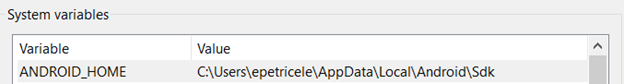 System variables
Variable Value
ANDROID_HOME C:\Users\epetricele\AppData\Local\Android\Sdk